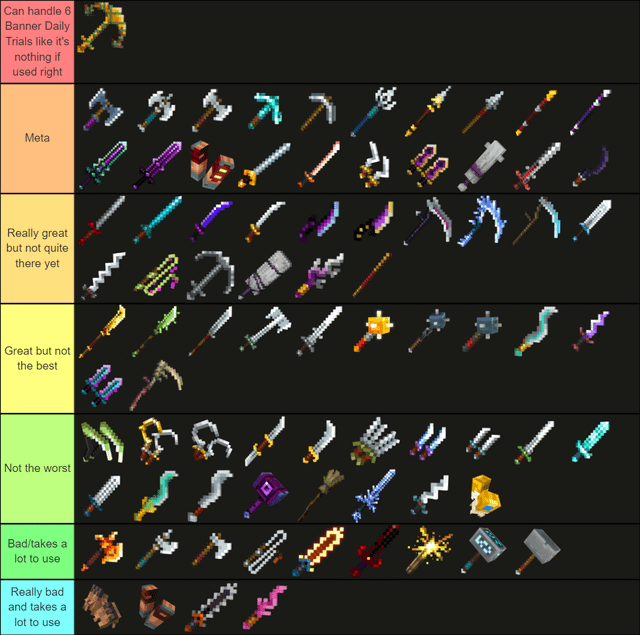 Can handle 6
Banner Daily
Trials like it's
nothing if
used right
Meta
Really great
but not quite
there yet
Great but not
the best
Not the worst
Bad/takes a
lot to use
Really bad
and takes a
lot to use